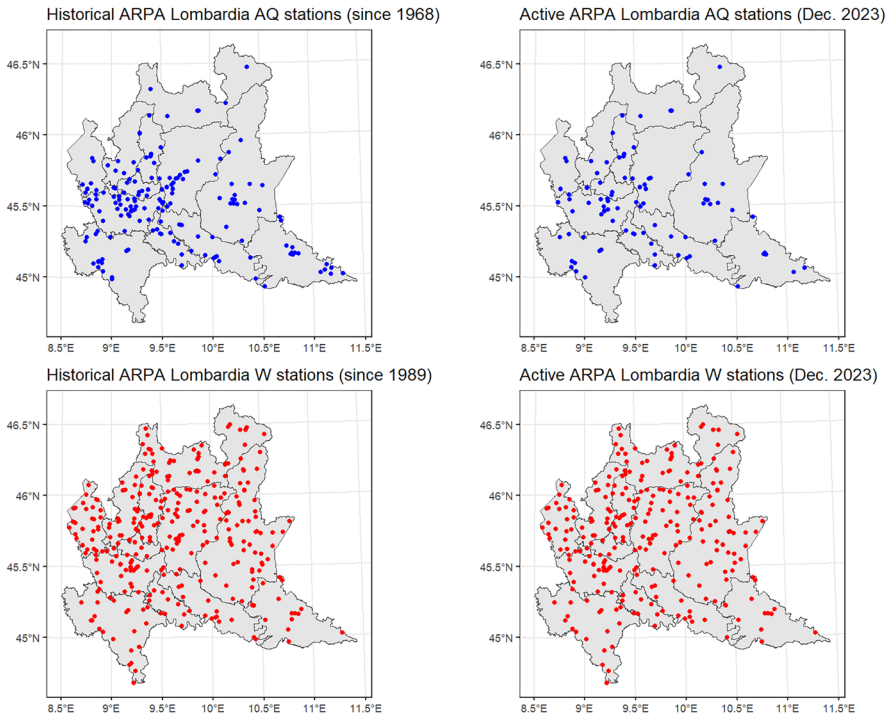 Historical ARPA Lombardia AQ stations (since 1968)
46.5°N
46°N
45.5°N
45°N
8.5°E 9°E 9.5°E 10°E 10.5°E 11°E 11.5°E
Active ARPA Lombardia AQ stations (Dec. 2023)
46.5°N
46°N
45.5°N
45°N
8.5°E 9°E 9.5°E 10.0°E 10.5°E 11°E 11.5°E
Historical ARPA Lombardia W stations (since 1989)
46.5°N
46°N
45.5°N
45°N
8.5°E 9°E 9.5°E 10°E 10.5°E 11°E 11.5°E
Active ARPA Lombardia W stations (Dec. 2023)
46.5°N
46°N
45.5°N
45°N
8.5°E 9°E 9.5°E 10°E 10.5°E 11°E 11.5°E